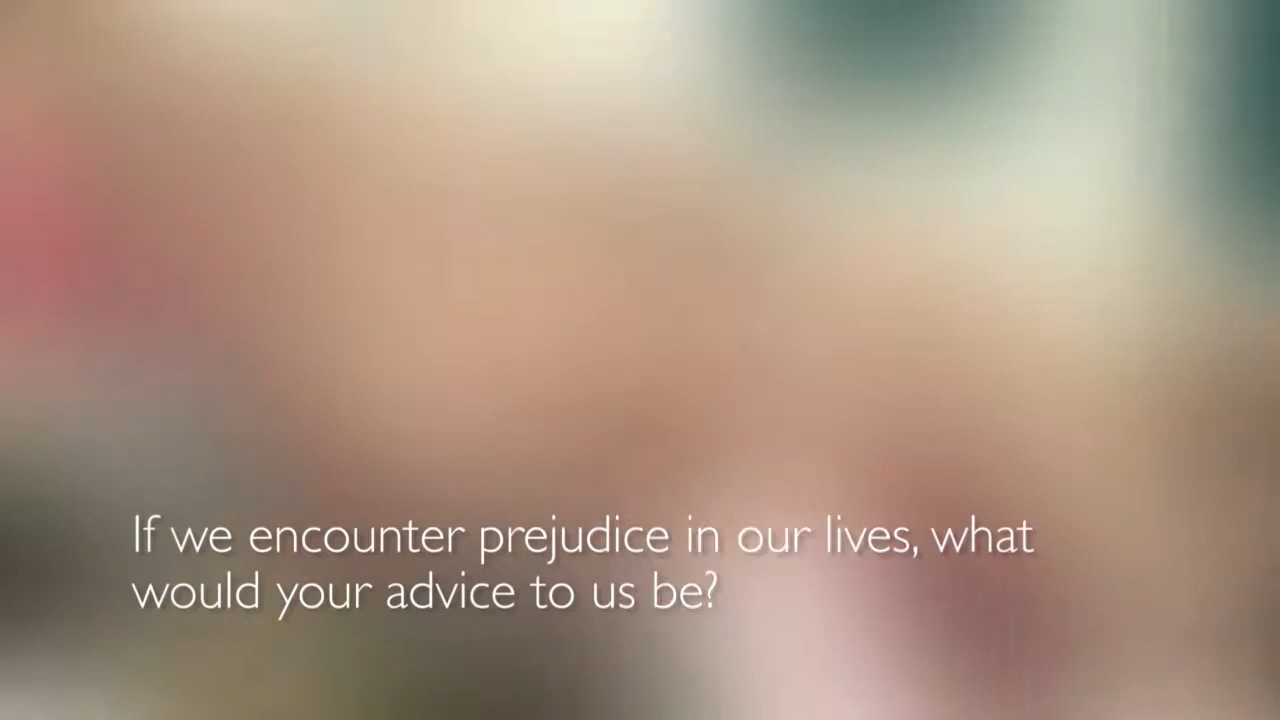 If we encounter prejudice in our lives, what
would your advice to us be?